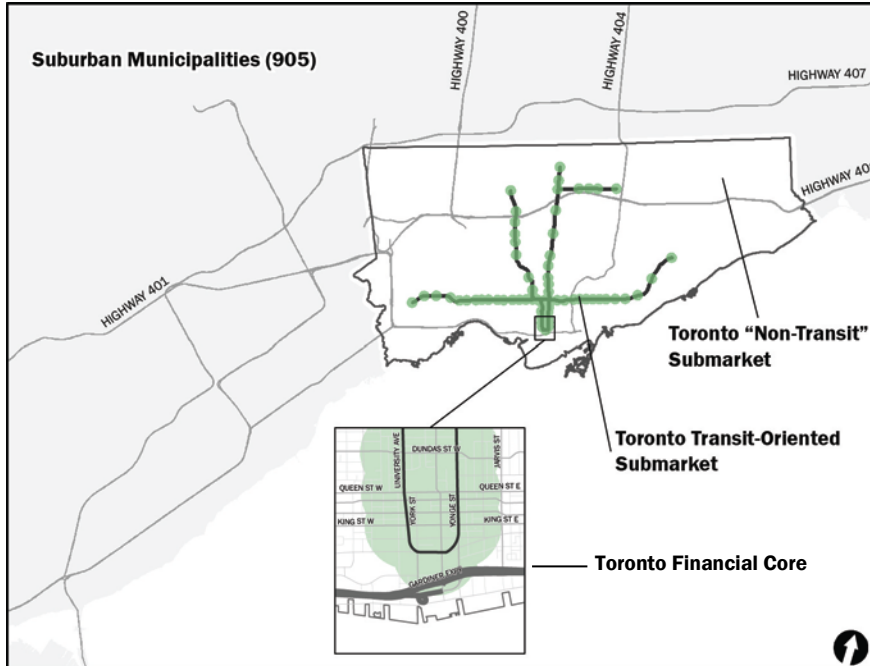 Suburban Municipalities (905)
HIGHWAY 400
HIGHWAY 404
HIGHWAY 407
HIGHWAY 401
Toronto “Non-Transit”
Submarket
Toronto Transit-Oriented
Submarket
UNIVERSITY AVE
DUNDAS ST W
JARVIS ST
QUEEN ST W
QUEEN ST E
YORK ST
YONGE ST
KING ST W
KING ST E
GARDINER EXPY
Toronto Financial Core